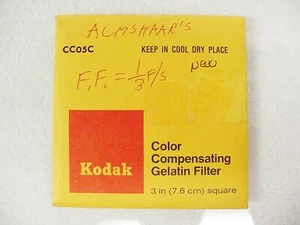 ALMSHAAR'S
CC05C KEEP IN COOL DRY PLACE
new
F.F. = 1/3 F/S
Kodak
Color
Compensating
Gelatin Filter
3 in (7.6 cm) square